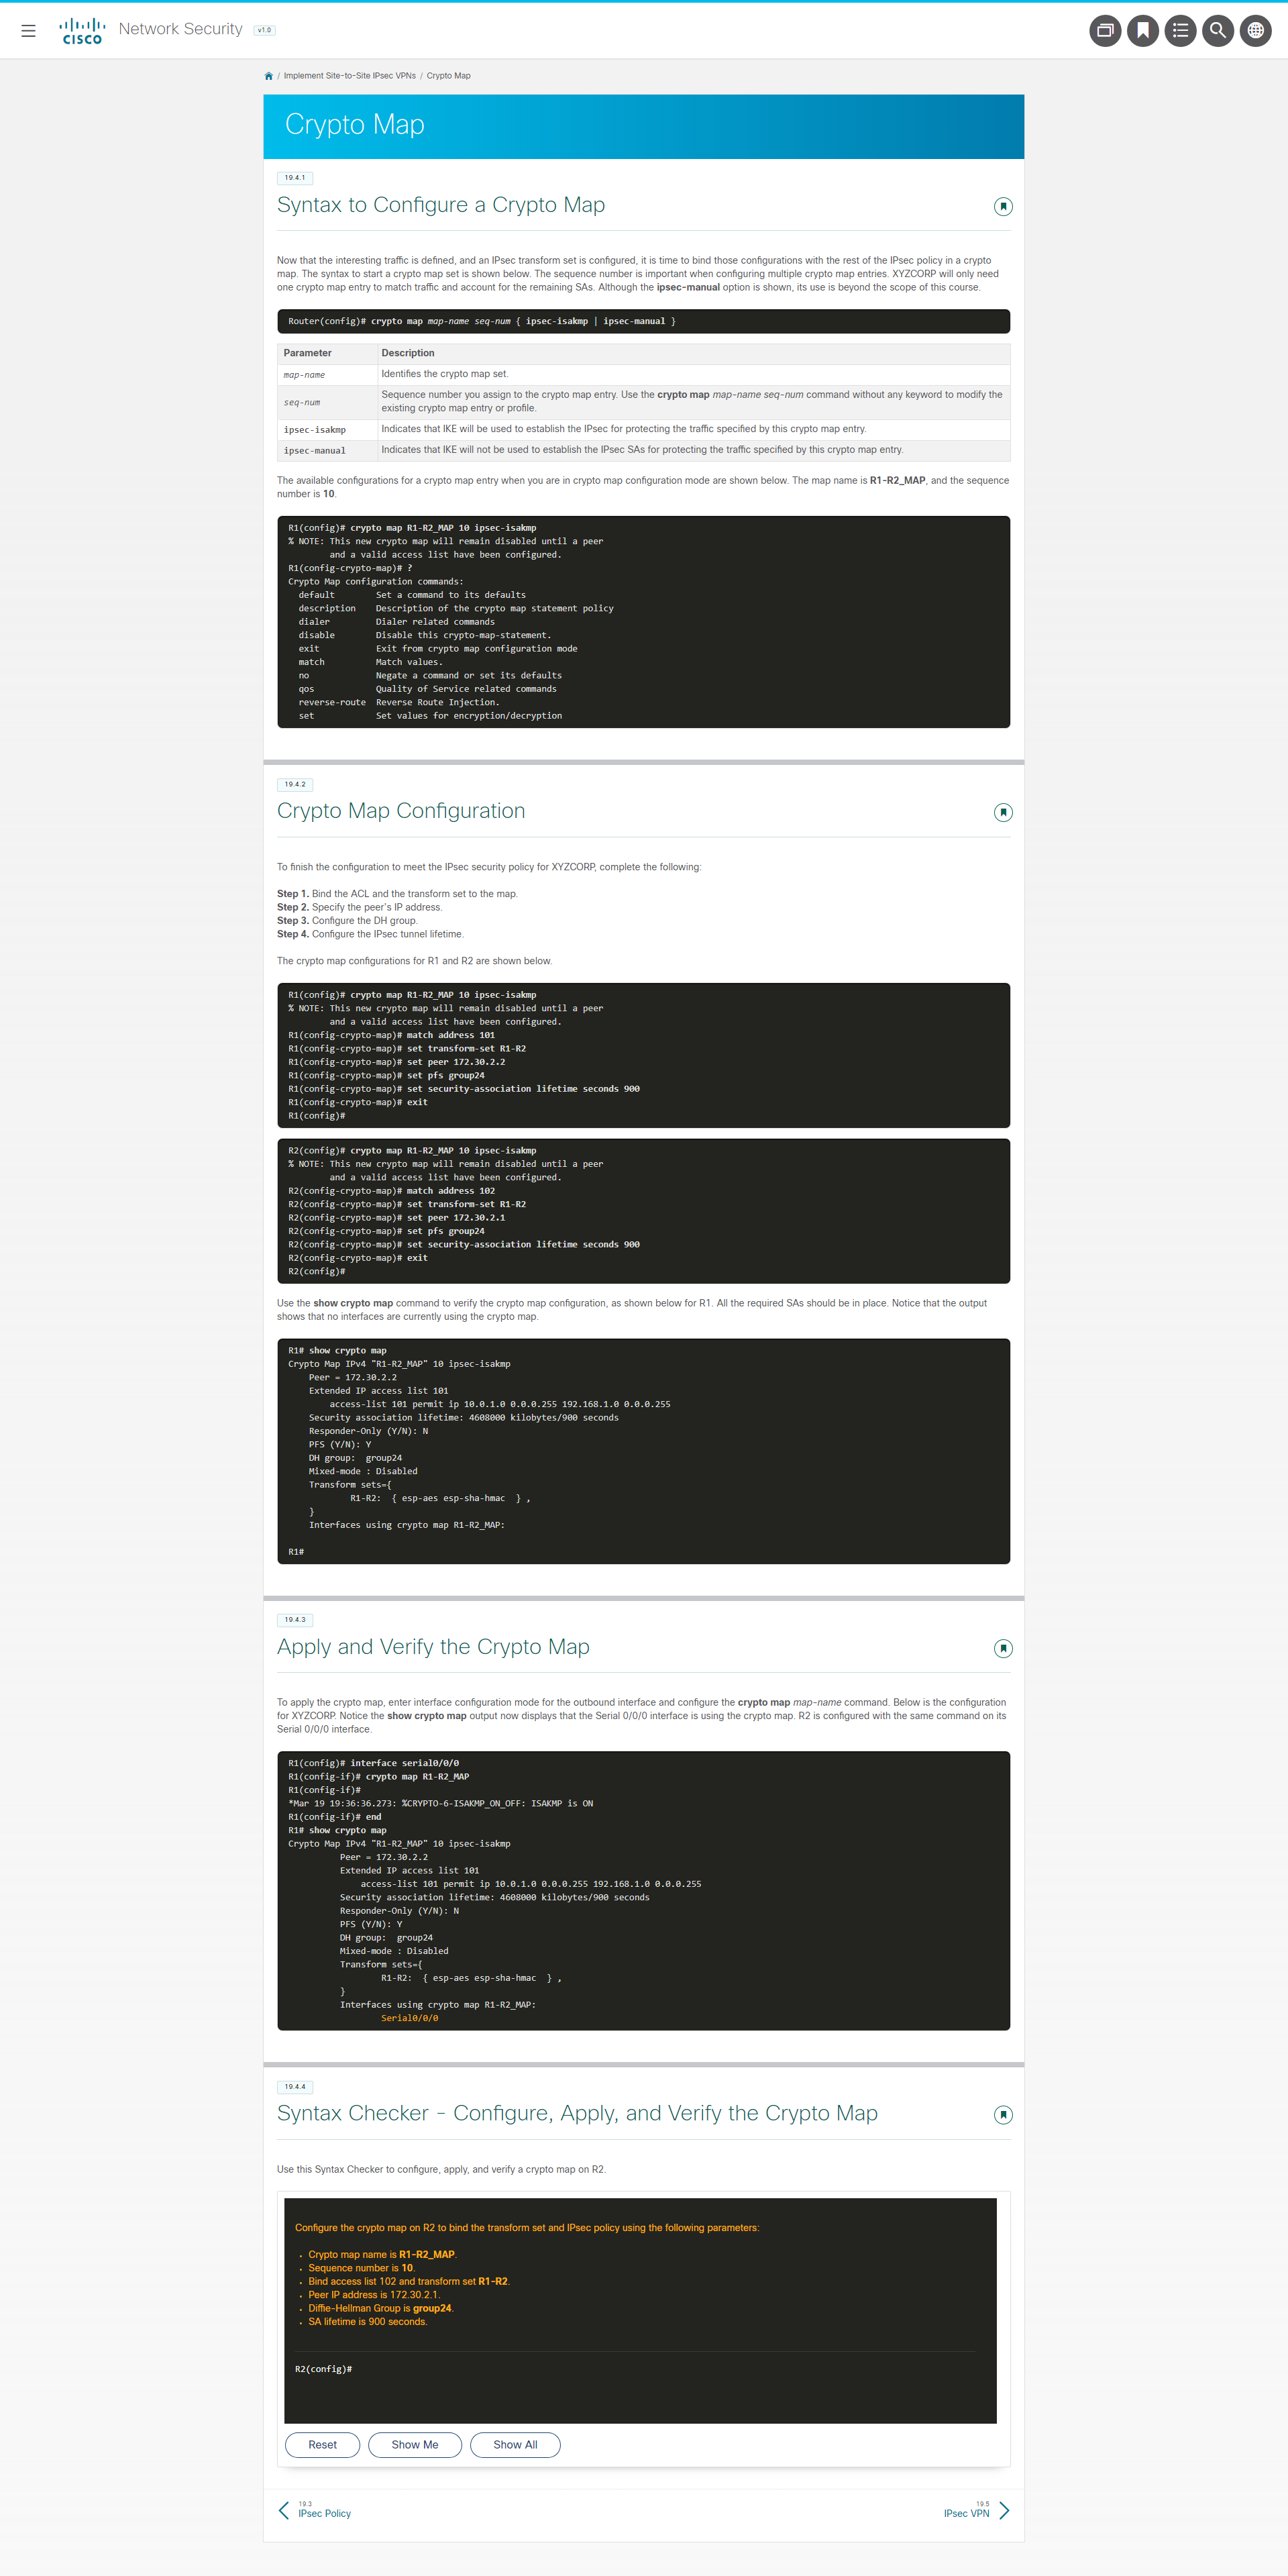 CISCO Network Security v1.0
/ Implement Site-to-Site IPsec VPNs / Crypto Map
Crypto Map
19.4.1
Syntax to Configure a Crypto Map
Now that the interesting traffic is defined, and an IPsec transform set is configured, it is time to bind those configurations with the rest of the IPsec policy in a crypto
map. The syntax to start a crypto map set is shown below. The sequence number is important when configuring multiple crypto map entries. XYZCORP will only need
one crypto map entry to match traffic and account for the remaining SAs. Although the ipsec-manual option is shown, its use is beyond the scope of this course.
Router(config)# crypto map map-name seq-num { ipsec-isakmp | ipsec-manual }
Parameter Description
map-name Identifies the crypto map set.
seq-num Sequence number you assign to the crypto map entry. Use the crypto map map-name seq-num command without any keyword to modify the
existing crypto map entry or profile.
ipsec-isakmp Indicates that IKE will be used to establish the IPsec for protecting the traffic specified by this crypto map entry.
ipsec-manual Indicates that IKE will not be used to establish the IPsec SAs for protecting the traffic specified by this crypto map entry.
The available configurations for a crypto map entry when you are in crypto map configuration mode are shown below. The map name is R1-R2_MAP, and the sequence
number is 10.
R1(config)# crypto map R1-R2_MAP 10 ipsec-isakmp
% NOTE: This new crypto map will remain disabled until a peer
and a valid access list have been configured.
R1(config-crypto-map)# ?
Crypto Map configuration commands:
default Set a command to its defaults
description Description of the crypto map statement policy
dialer Dialer related commands
disable Disable this crypto-map-statement.
exit Exit from crypto map configuration mode
match Match values.
no Negate a command or set its defaults
qos Quality of Service related commands
reverse-route Reverse Route Injection.
set Set values for encryption/decryption
19.4.2
Crypto Map Configuration
To finish the configuration to meet the IPsec security policy for XYZCORP, complete the following:
Step 1. Bind the ACL and the transform set to the map.
Step 2. Specify the peer's IP address.
Step 3. Configure the DH group.
Step 4. Configure the IPsec tunnel lifetime.
The crypto map configurations for R1 and R2 are shown below.
R1(config)# crypto map R1-R2_MAP 10 ipsec-isakmp
% NOTE: This new crypto map will remain disabled until a peer
and a valid access list have been configured.
R1(config-crypto-map)# match address 101
R1(config-crypto-map)# set transform-set R1-R2
R1(config-crypto-map)# set peer 172.30.2.2
R1(config-crypto-map)# set pfs group24
R1(config-crypto-map)# set security-association lifetime seconds 900
R1(config-crypto-map)# exit
R1(config)#
R2(config)# crypto map R1-R2_MAP 10 ipsec-isakmp
% NOTE: This new crypto map will remain disabled until a peer
and a valid access list have been configured.
R2(config-crypto-map)# match address 102
R2(config-crypto-map)# set transform-set R1-R2
R2(config-crypto-map)# set peer 172.30.2.1
R2(config-crypto-map)# set pfs group24
R2(config-crypto-map)# set security-association lifetime seconds 900
R2(config-crypto-map)# exit
R2(config)#
Use the show crypto map command to verify the crypto map configuration, as shown below for R1. All the required SAs should be in place. Notice that the output
shows that no interfaces are currently using the crypto map.
R1# show crypto map
Crypto Map IPv4 "R1-R2_MAP" 10 ipsec-isakmp
Peer = 172.30.2.2
Extended IP access list 101
access-list 101 permit ip 10.0.1.0 0.0.0.255 192.168.1.0 0.0.0.255
Security association lifetime: 4608000 kilobytes/900 seconds
Responder-Only (Y/N): N
PFS (Y/N): Y
DH group: group24
Mixed-mode : Disabled
Transform sets={
R1-R2: { esp-aes esp-sha-hmac } ,
}
Interfaces using crypto map R1-R2_MAP:
R1#
19.4.3
Apply and Verify the Crypto Map
To apply the crypto map, enter interface configuration mode for the outbound interface and configure the crypto map map-name command. Below is the configuration
for XYZCORP. Notice the show crypto map output now displays that the Serial 0/0/0 interface is using the crypto map. R2 is configured with the same command on its
Serial 0/0/0 interface.
R1(config)# interface serial0/0/0
R1(config-if)# crypto map R1-R2_MAP
R1(config-if)#
*Mar 19 19:36:36.273: %CRYPTO-6-ISAKMP_ON_OFF: ISAKMP is ON
R1(config-if)# end
R1# show crypto map
Crypto Map IPv4 "R1-R2_MAP" 10 ipsec-isakmp
Peer = 172.30.2.2
Extended IP access list 101
access-list 101 permit ip 10.0.1.0 0.0.0.255 192.168.1.0 0.0.0.255
Security association lifetime: 4608000 kilobytes/900 seconds
Responder-Only (Y/N): N
PFS (Y/N): Y
DH group: group24
Mixed-mode : Disabled
Transform sets={
R1-R2: { esp-aes esp-sha-hmac } ,
}
Interfaces using crypto map R1-R2_MAP:
Serial0/0/0
19.4.4
Syntax Checker - Configure, Apply, and Verify the Crypto Map
Use this Syntax Checker to configure, apply, and verify a crypto map on R2.
Configure the crypto map on R2 to bind the transform set and IPsec policy using the following parameters:
• Crypto map name is R1-R2_MAP.
• Sequence number is 10.
• Bind access list 102 and transform set R1-R2.
• Peer IP address is 172.30.2.1.
• Diffie-Hellman Group is group24.
• SA lifetime is 900 seconds.
R2(config)#
Reset Show Me Show All
19.3
IPsec Policy
19.5
IPsec VPN